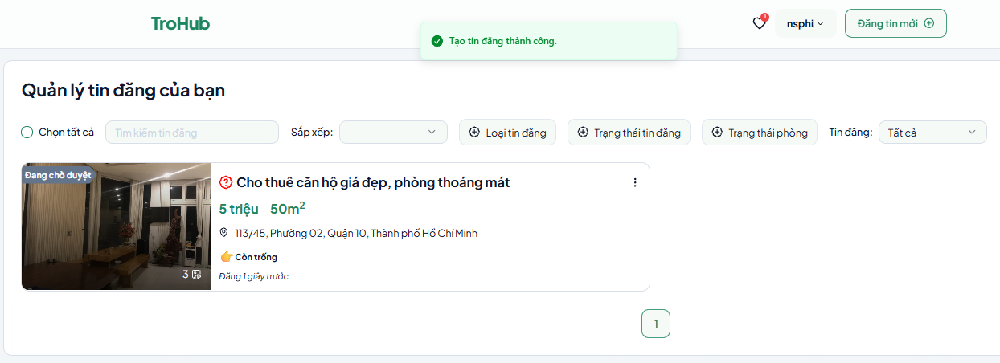 TroHub
1
nsphi
Đăng tin mới
Tạo tin đăng thành công.
Quản lý tin đăng của bạn
Chọn tất cả
Tìm kiếm tin đăng
Sắp xếp:
Loại tin đăng
Trạng thái tin đăng
Trạng thái phòng
Tin đăng:
Tất cả
Đang chờ duyệt
3
Cho thuê căn hộ giá đẹp, phòng thoáng mát
5 triệu 50m²
113/45, Phường 02, Quận 10, Thành phố Hồ Chí Minh
Còn trống
Đăng 1 giây trước
1